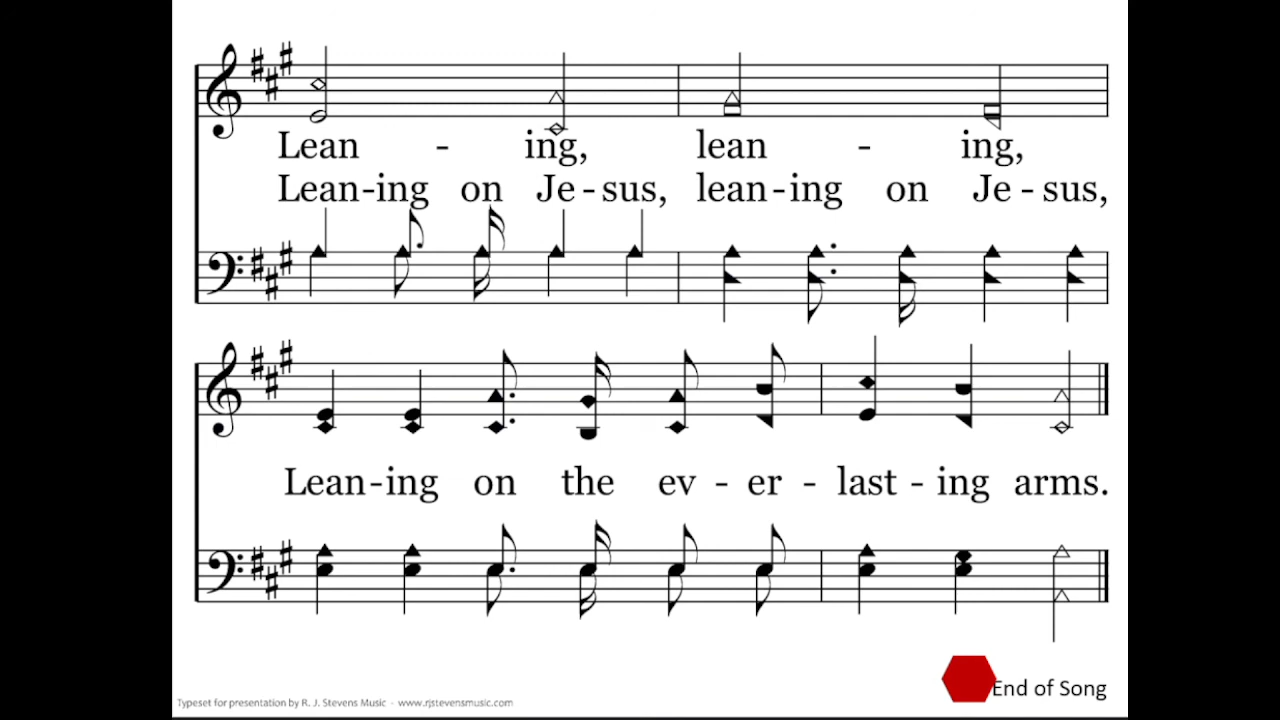 Lean - ing, lean - ing,
Lean-ing on Je-sus, lean-ing on Je-sus,
Lean-ing on the ev - er - last - ing arms.
End of Song
Typeset for presentation by R. J. Stevens Music - www.rjstevensmusic.com